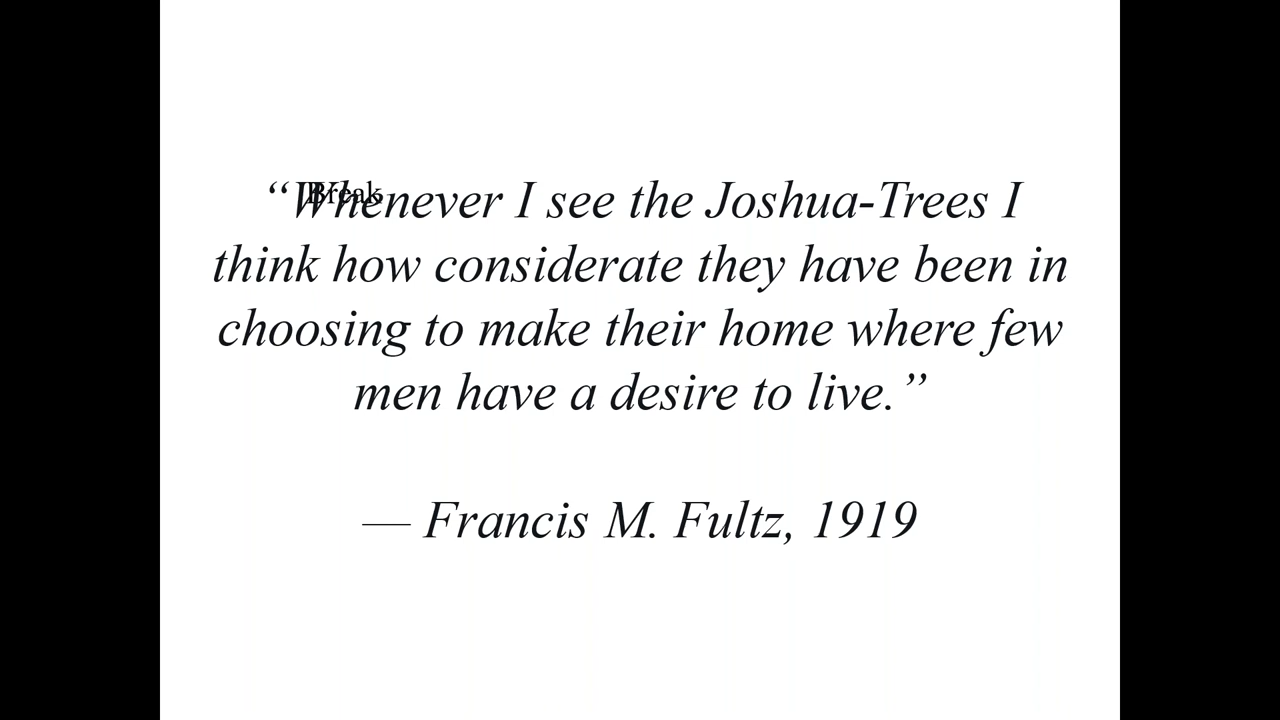 “Whenever I see the Joshua-Trees I
Break
think how considerate they have been in
choosing to make their home where few
men have a desire to live.”
— Francis M. Fultz, 1919